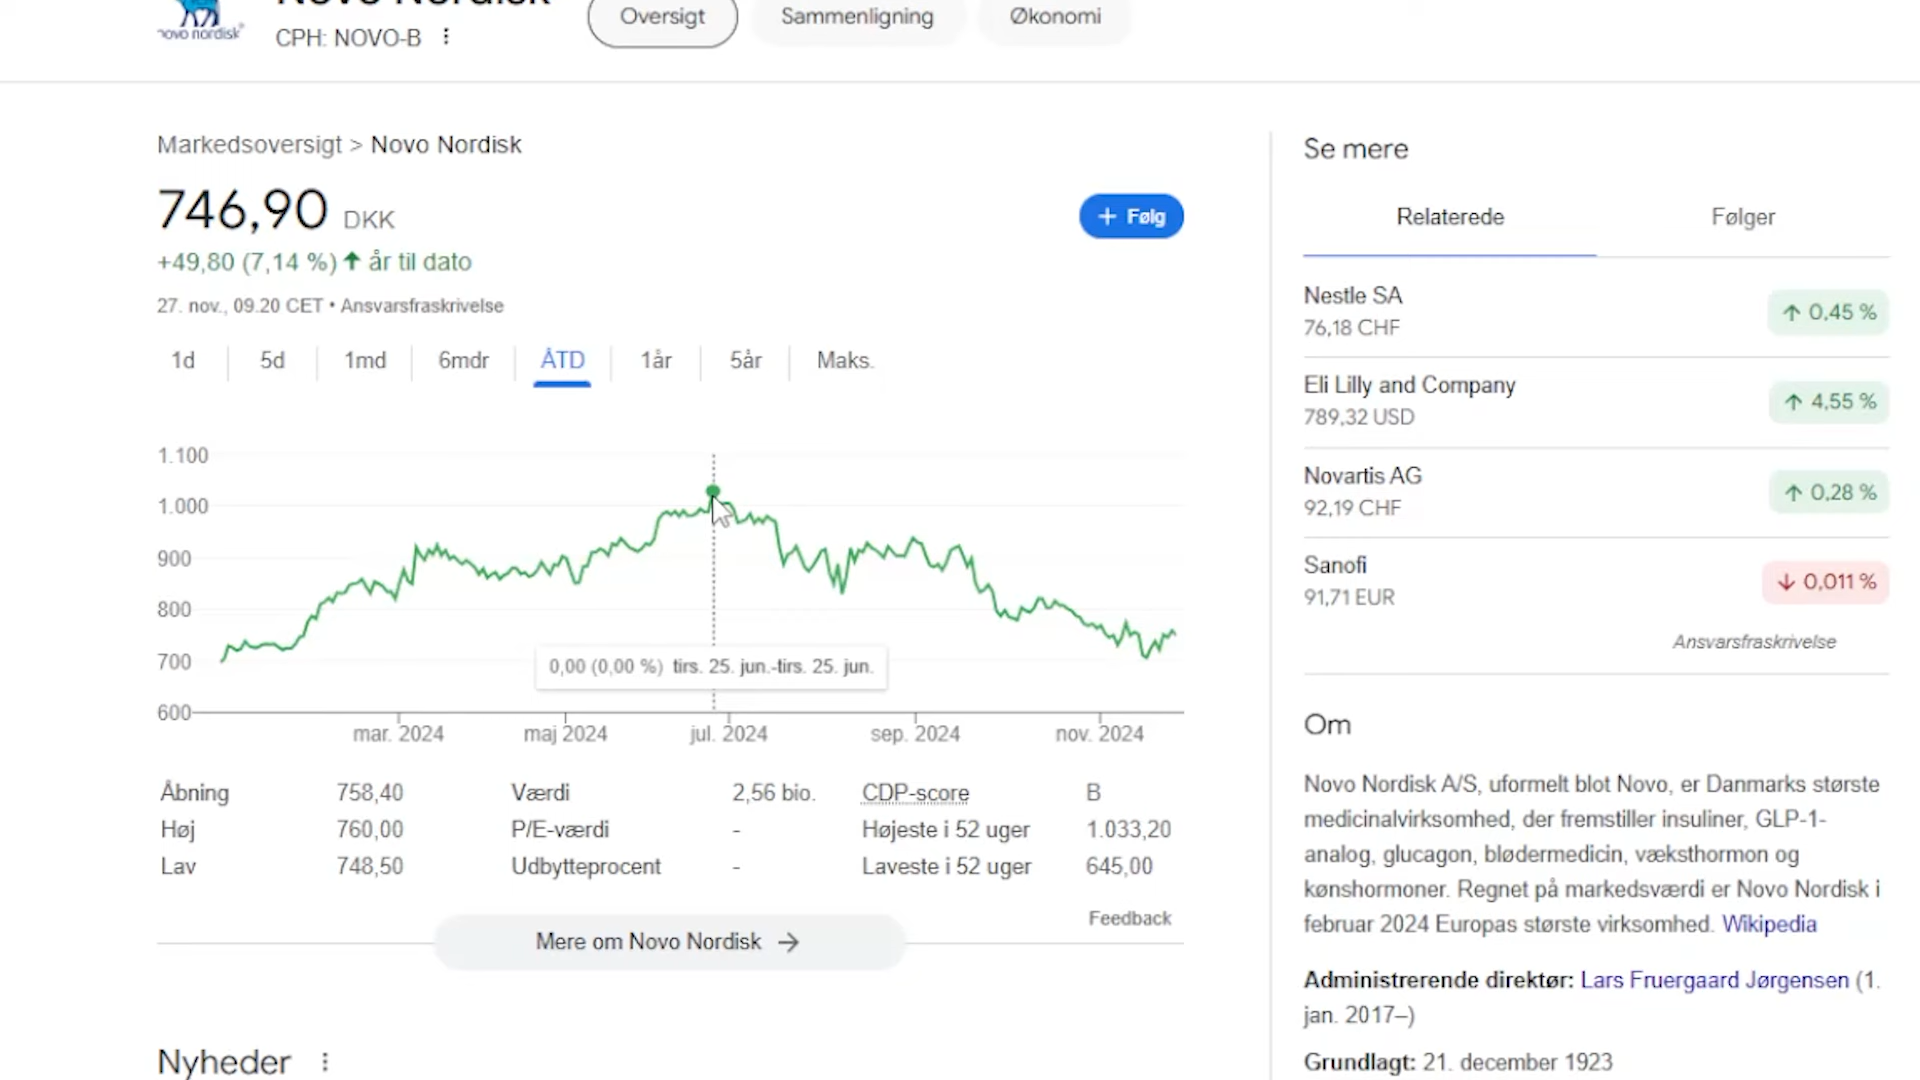 Novo Nordisk
novo nordisk
CPH: NOVO-B
Oversigt
Sammenligning
Økonomi
Markedsoversigt > Novo Nordisk
746,90 DKK
+49,80 (7,14 %) år til dato
27. nov., 09.20 CET • Ansvarsfraskrivelse
+ Følg
1d
5d
1md
6mdr
ÅTD
1år
5år
Maks.
1.100
1.000
900
800
700
600
0,00 (0,00 %) tirs. 25. jun.-tirs. 25. jun.
mar. 2024
maj 2024
jul. 2024
sep. 2024
nov. 2024
Åbning 758,40 Værdi 2,56 bio. CDP-score B
Høj 760,00 P/E-værdi - Højeste i 52 uger 1.033,20
Lav 748,50 Udbytteprocent - Laveste i 52 uger 645,00
Feedback
Mere om Novo Nordisk
Nyheder
Se mere
Relaterede
Følger
Nestle SA
76,18 CHF
0,45 %
Eli Lilly and Company
789,32 USD
4,55 %
Novartis AG
92,19 CHF
0,28 %
Sanofi
91,71 EUR
0,011 %
Ansvarsfraskrivelse
Om
Novo Nordisk A/S, uformelt blot Novo, er Danmarks største
medicinalvirksomhed, der fremstiller insuliner, GLP-1-
analog, glucagon, blødermedicin, væksthormon og
kønshormoner. Regnet på markedsværdi er Novo Nordisk i
februar 2024 Europas største virksomhed. Wikipedia
Administrerende direktør: Lars Fruergaard Jørgensen (1.
jan. 2017–)
Grundlagt: 21. december 1923